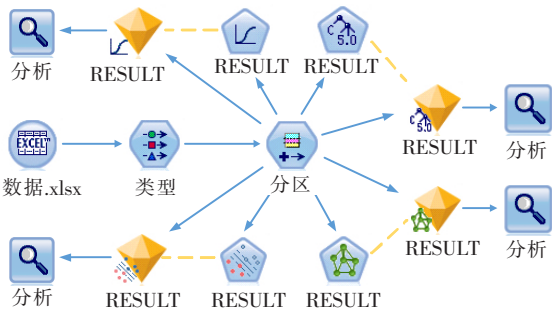 C 5.0
分析
RESULT
RESULT
RESULT
C 5.0
EXCEL
RESULT
分析
数据.xlsx
类型
分区
RESULT
分析
分析
RESULT
RESULT
RESULT